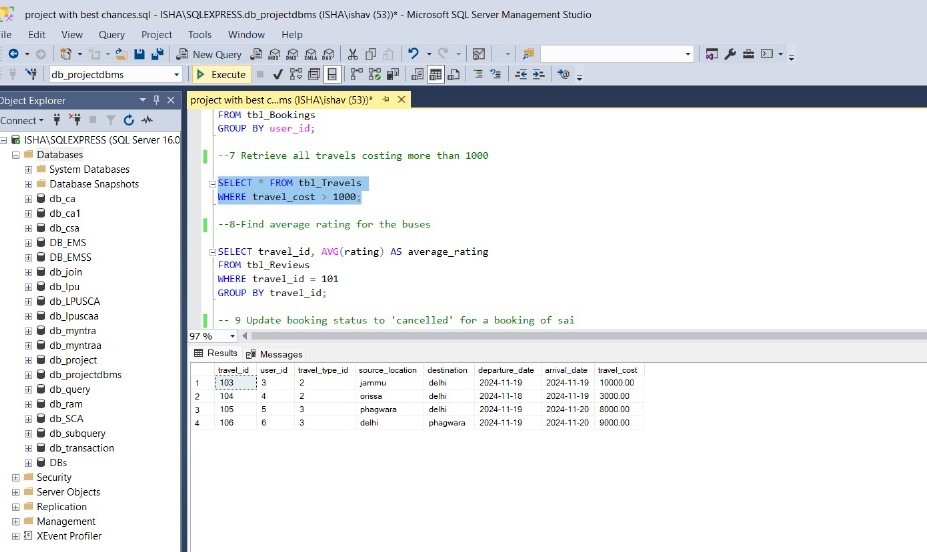 project with best chances.sql - ISHA\SQLEXPRESS.db_projectdbms (ISHA\ishav (53))* - Microsoft SQL Server Management Studio
ile Edit View Query Project Tools Window Help
New Query
db_projectdbms Execute
Object Explorer
project with best c...ms (ISHA\ishav (53))*
Connect
ISHA\SQLEXPRESS (SQL Server 16.0
Databases
System Databases
Database Snapshots
db_ca
db_ca1
db_csa
DB_EMS
DB_EMSS
db_join
db_lpu
db_LPUSCA
db_lpuscaa
db_myntra
db_myntraa
db_project
db_projectdbms
db_query
db_ram
db_SCA
db_subquery
db_transaction
DBs
Security
Server Objects
Replication
Management
XEvent Profiler
FROM tbl_Bookings
GROUP BY user_id;
--7 Retrieve all travels costing more than 1000
SELECT * FROM tbl_Travels
WHERE travel_cost > 1000;
--8-Find average rating for the buses
SELECT travel_id, AVG(rating) AS average_rating
FROM tbl_Reviews
WHERE travel_id = 101
GROUP BY travel_id;
-- 9 Update booking status to 'cancelled' for a booking of sai
97 %
Results Messages
travel_id user_id travel_type_id source_location destination departure_date arrival_date travel_cost
1 103 3 2 jammu delhi 2024-11-19 2024-11-19 10000.00
2 104 4 2 orissa delhi 2024-11-18 2024-11-19 3000.00
3 105 5 3 phagwara delhi 2024-11-19 2024-11-20 8000.00
4 106 6 3 delhi phagwara 2024-11-19 2024-11-20 9000.00